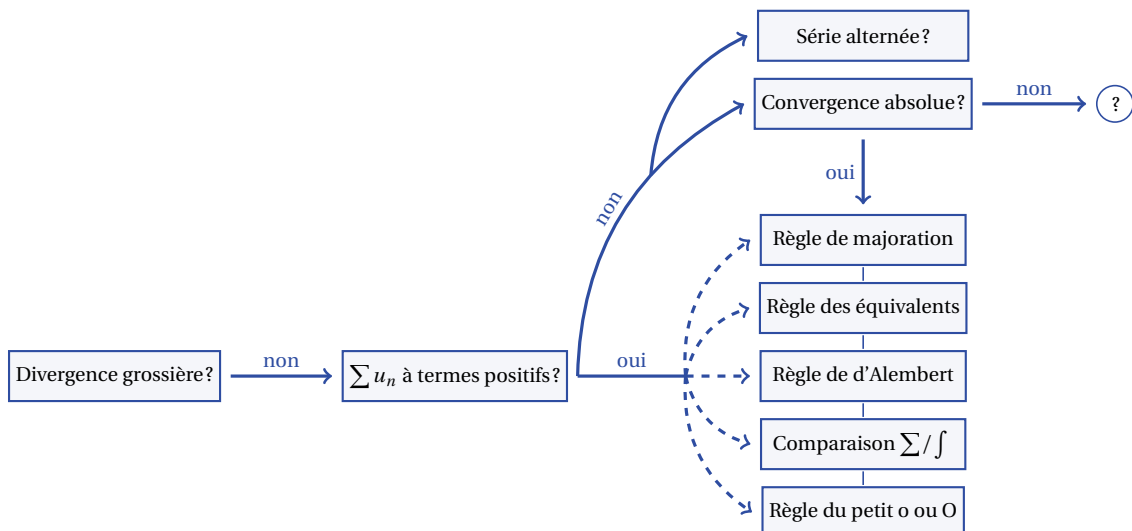 Série alternée ?
Convergence absolue ?
non
?
oui
non
Règle de majoration
Règle des équivalents
Divergence grossière ?
non
∑ uₙ à termes positifs ?
oui
Règle de d'Alembert
Comparaison ∑ / ∫
Règle du petit o ou O